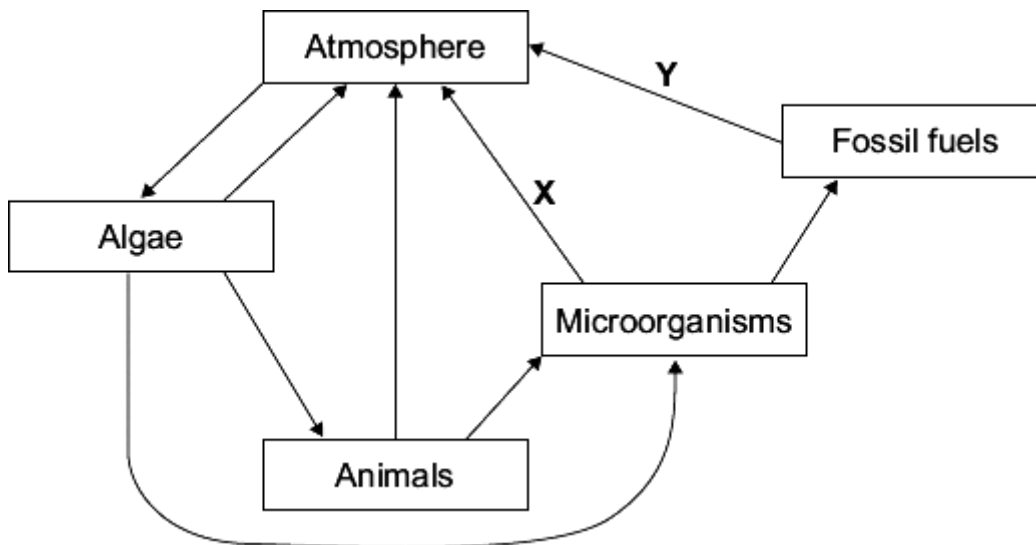 Atmosphere
Y
Fossil fuels
X
Algae
Microorganisms
Animals